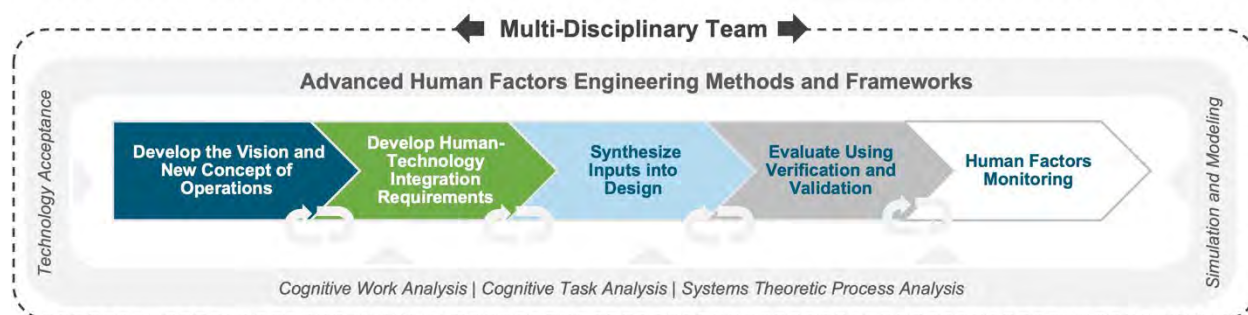 Multi-Disciplinary Team
Advanced Human Factors Engineering Methods and Frameworks
Technology Acceptance
Develop the Vision and
New Concept of
Operations
Develop Human-
Technology
Integration
Requirements
Synthesize
Inputs into
Design
Evaluate Using
Verification and
Validation
Human Factors
Monitoring
Simulation and Modeling
Cognitive Work Analysis | Cognitive Task Analysis | Systems Theoretic Process Analysis